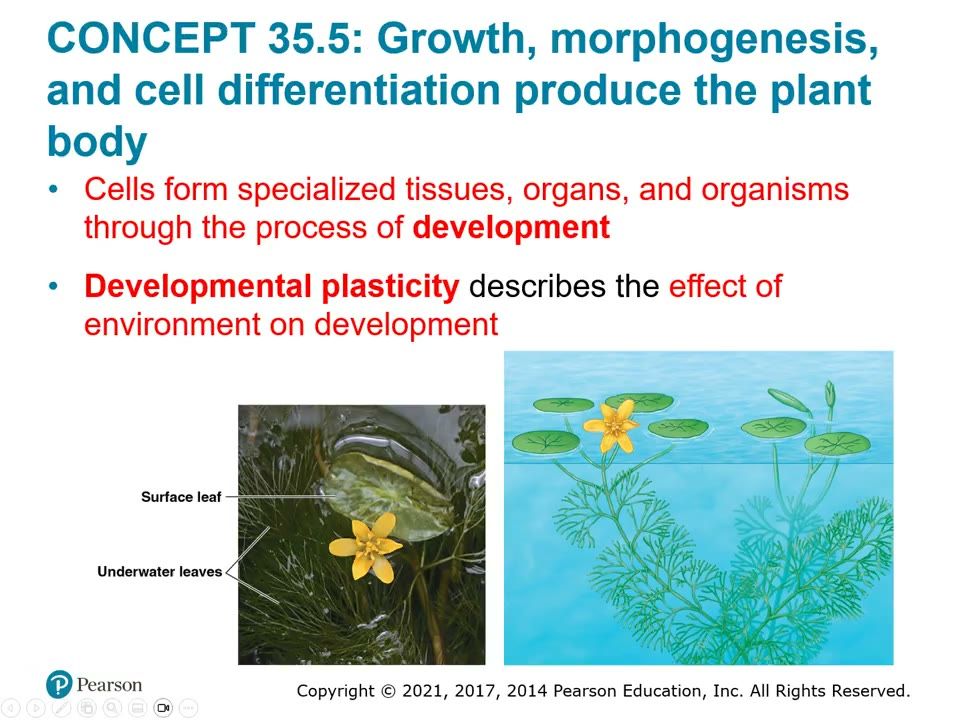 CONCEPT 35.5: Growth, morphogenesis,
and cell differentiation produce the plant
body
• Cells form specialized tissues, organs, and organisms
through the process of development
• Developmental plasticity describes the effect of
environment on development
Surface leaf
Underwater leaves
Pearson
Copyright © 2021, 2017, 2014 Pearson Education, Inc. All Rights Reserved.